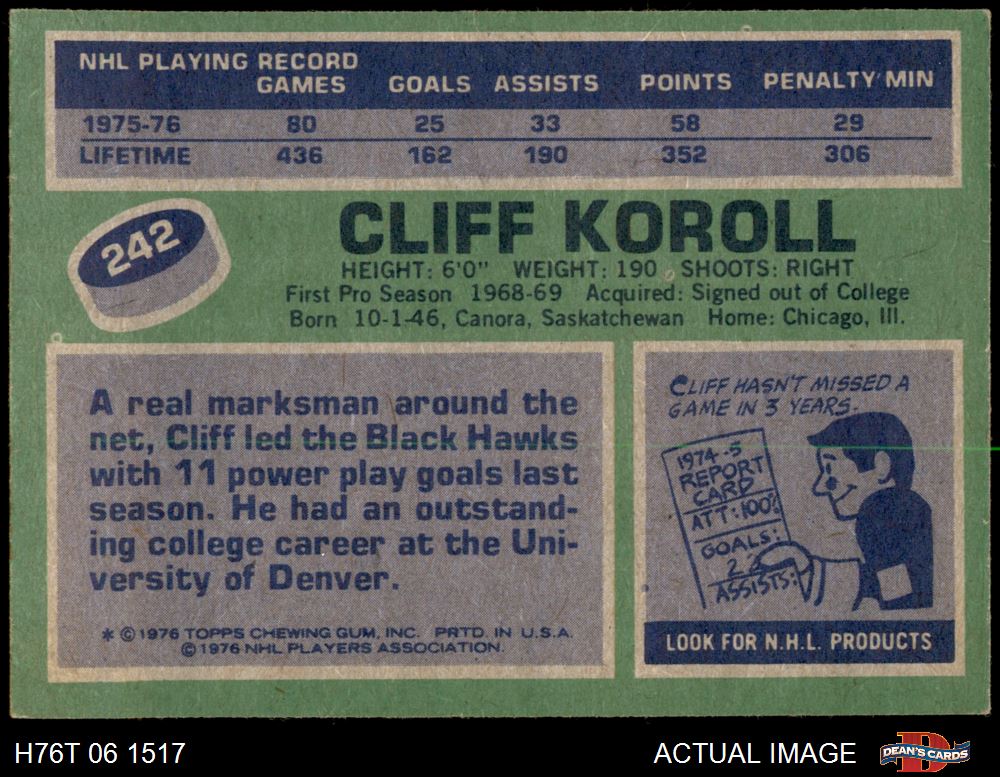 NHL PLAYING RECORD
GAMES GOALS ASSISTS POINTS PENALTY MIN
1975-76 80 25 33 58 29
LIFETIME 436 162 190 352 306
242
CLIFF KOROLL
HEIGHT: 6'0" WEIGHT: 190 SHOOTS: RIGHT
First Pro Season 1968-69 Acquired: Signed out of College
Born 10-1-46, Canora, Saskatchewan Home: Chicago, Ill.
A real marksman around the
net, Cliff led the Black Hawks
with 11 power play goals last
season. He had an outstand-
ing college career at the Uni-
versity of Denver.
* © 1976 TOPPS CHEWING GUM, INC. PRTD. IN U.S.A.
© 1976 NHL PLAYERS ASSOCIATION.
CLIFF HASN'T MISSED A
GAME IN 3 YEARS.
1974-5
REPORT
CARD
ATT: 100%
GOALS:
ASSISTS:
LOOK FOR N.H.L. PRODUCTS
H76T 06 1517
ACTUAL IMAGE
DEAN'S CARDS